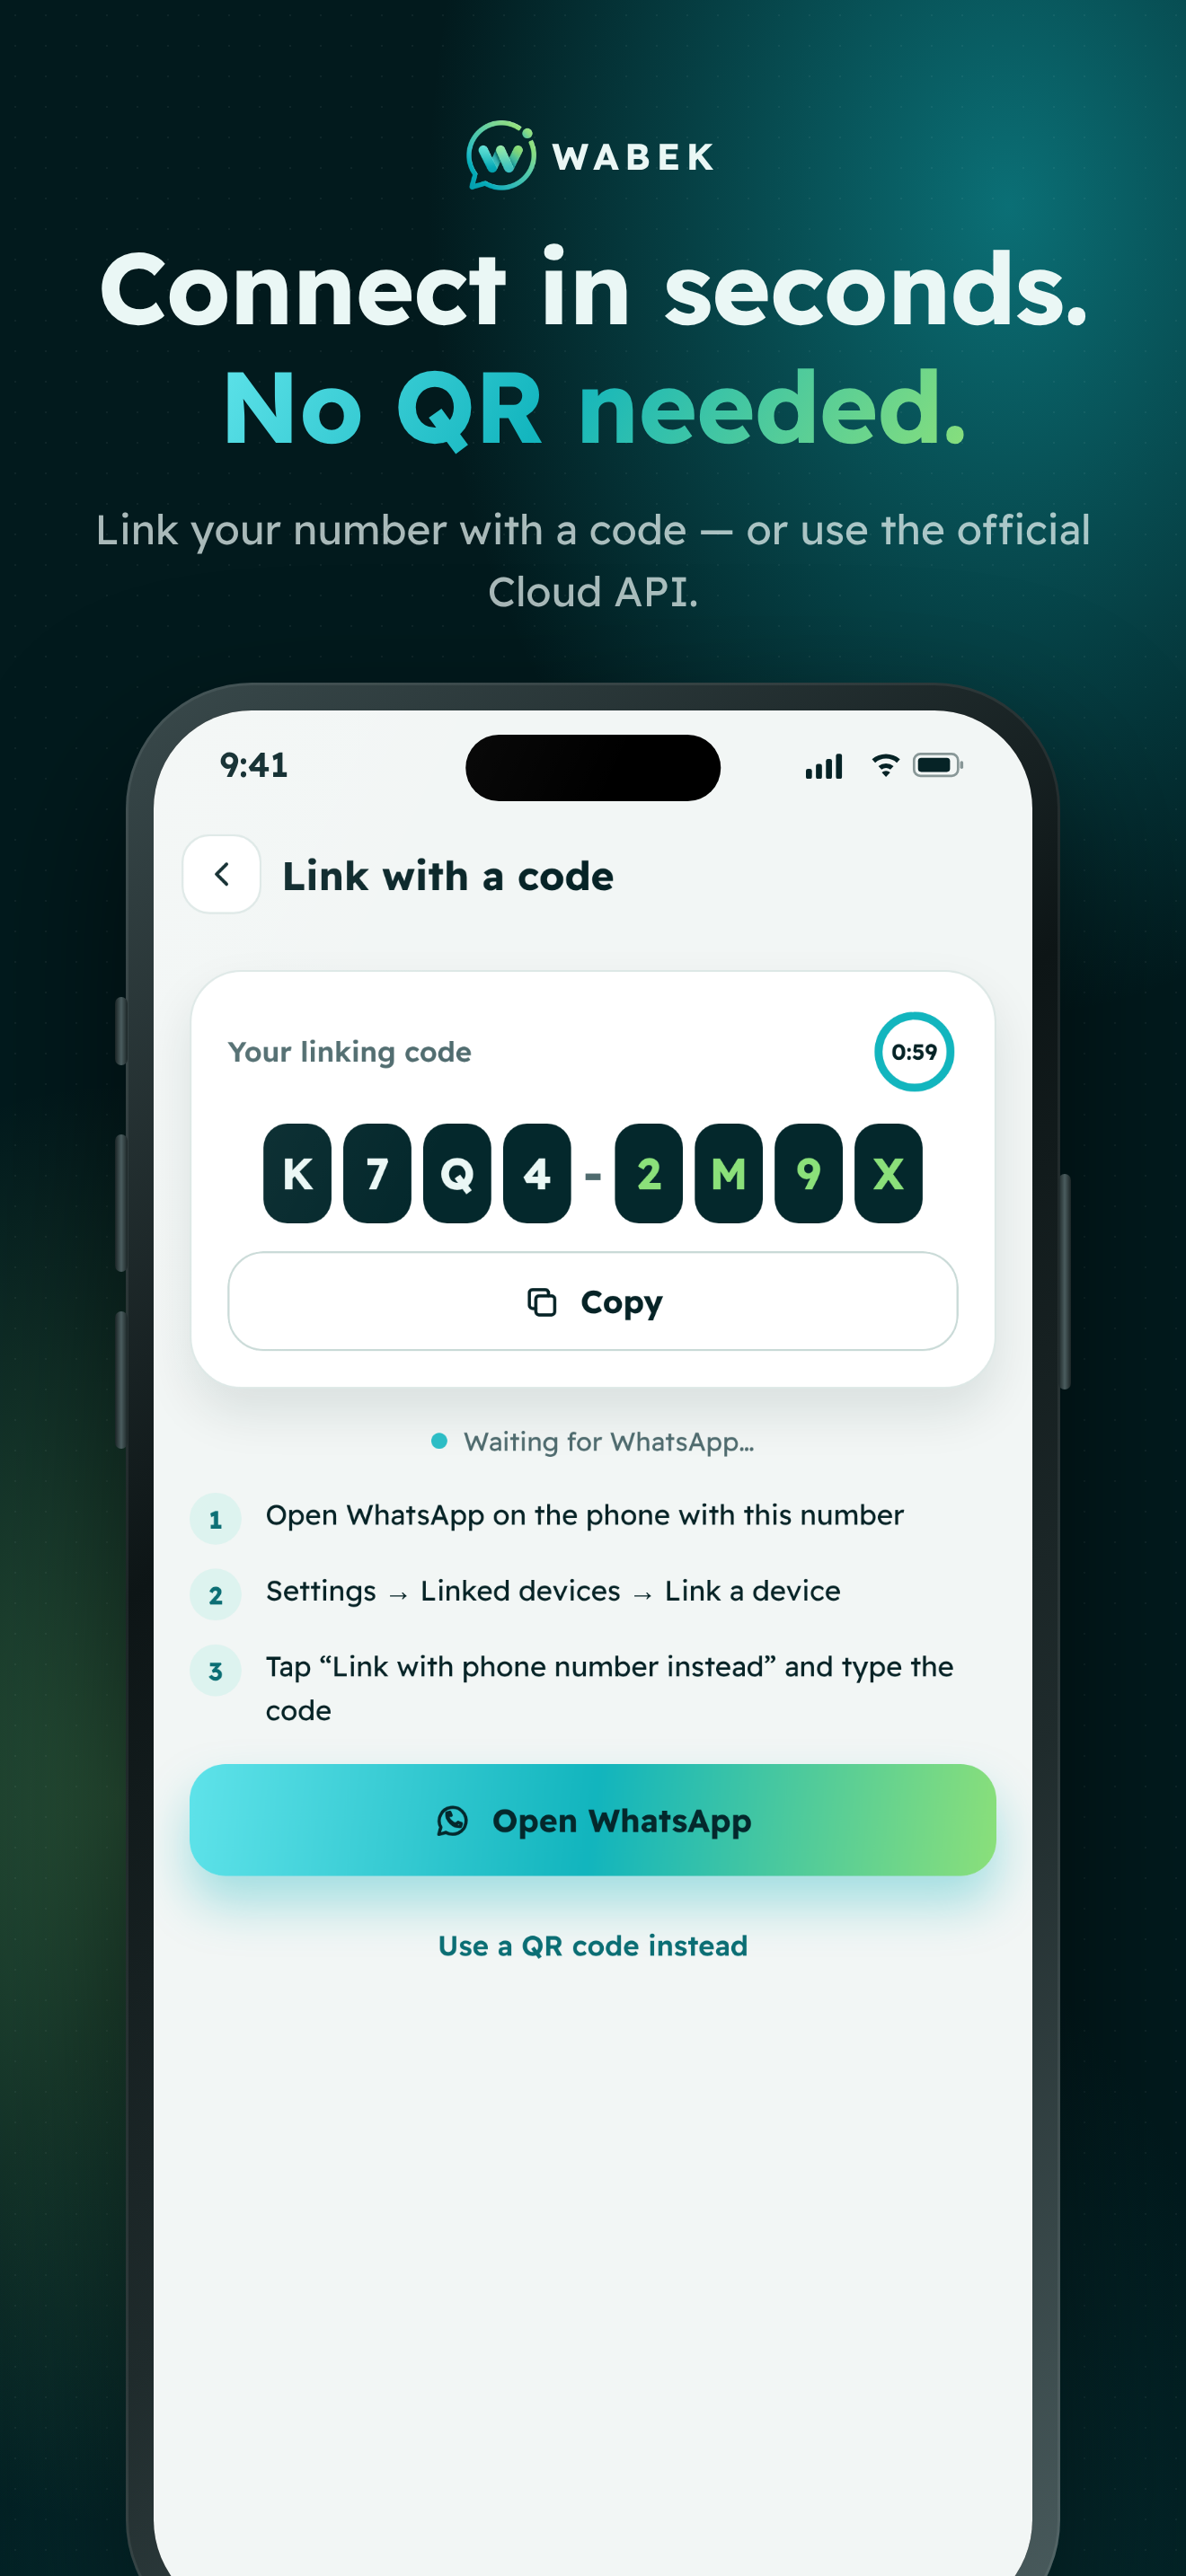 WABEK
Connect in seconds.
No QR needed.
Link your number with a code — or use the official
Cloud API.
9:41
Link with a code
Your linking code
0:59
K 7 Q 4 - 2 M 9 X
Copy
Waiting for WhatsApp...
1 Open WhatsApp on the phone with this number
2 Settings → Linked devices → Link a device
3 Tap “Link with phone number instead” and type the
code
Open WhatsApp
Use a QR code instead